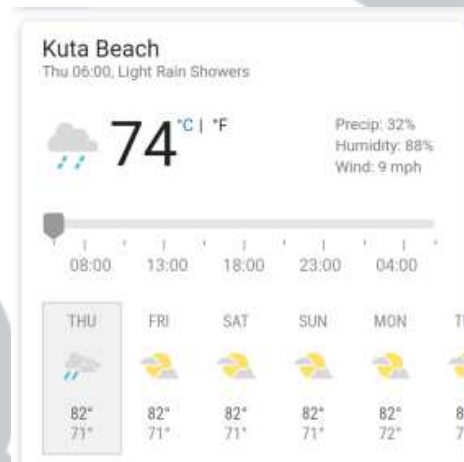 Kuta Beach
Thu 06:00, Light Rain Showers
74 °C | °F
Precip: 32%
Humidity: 88%
Wind: 9 mph
08:00 13:00 18:00 23:00 04:00
THU FRI SAT SUN MON
82° 82° 82° 82° 82°
71° 71° 71° 71° 72°